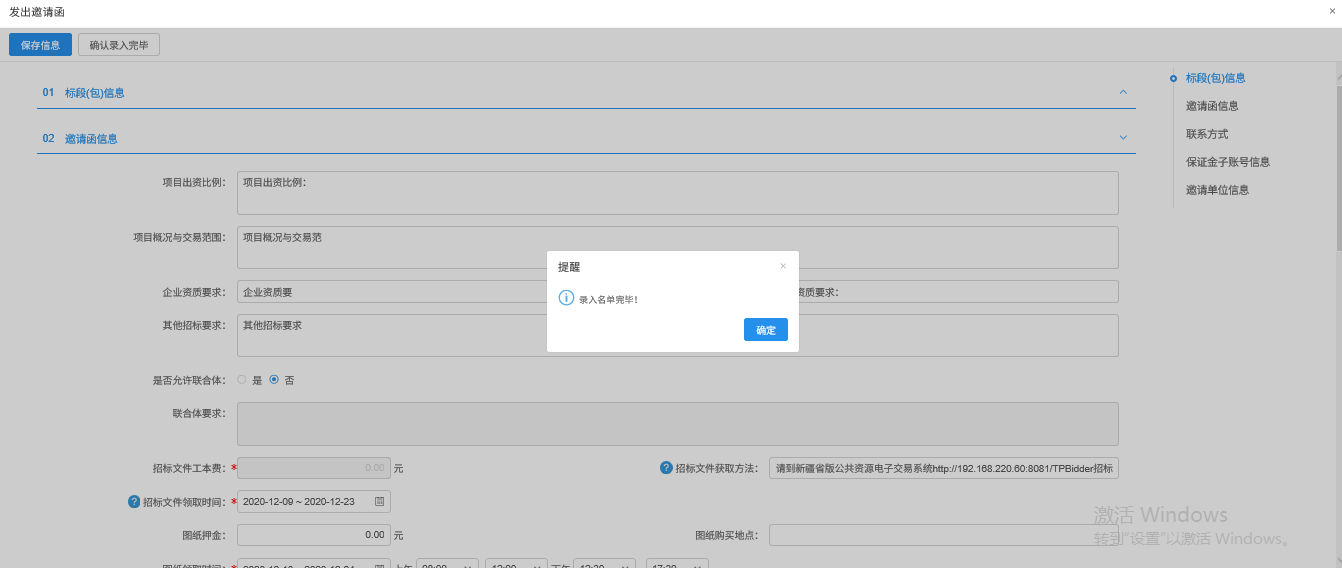 发出邀请函
保存信息 确认录入完毕
01 标段(包)信息
标段(包)信息
邀请函信息
联系方式
保证金子账号信息
邀请单位信息
02 邀请函信息
项目出资比例： 项目出资比例：
项目概况与交易范围： 项目概况与交易范
提醒
录入名单完毕！
确定
企业资质要求： 企业资质要 资质要求：
其他招标要求： 其他招标要求
是否允许联合体： 是 否
联合体要求：
招标文件工本费：* 0.00 元 ? 招标文件获取方法： 请到新疆省版公共资源电子交易系统http://192.168.220.60:8081/TPBidder招标
? 招标文件领取时间：* 2020-12-09 ~ 2020-12-23
图纸押金： 0.00 元 图纸购买地点：
激活 Windows
转到"设置"以激活 Windows。